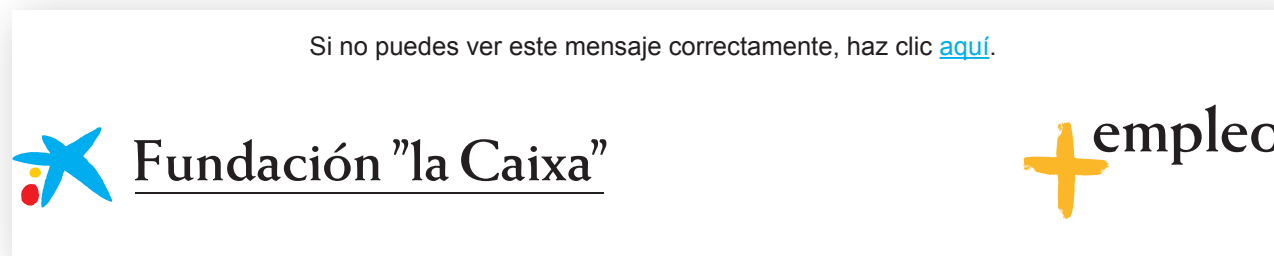 Si no puedes ver este mensaje correctamente, haz clic aquí.
Fundación "la Caixa"
empleo